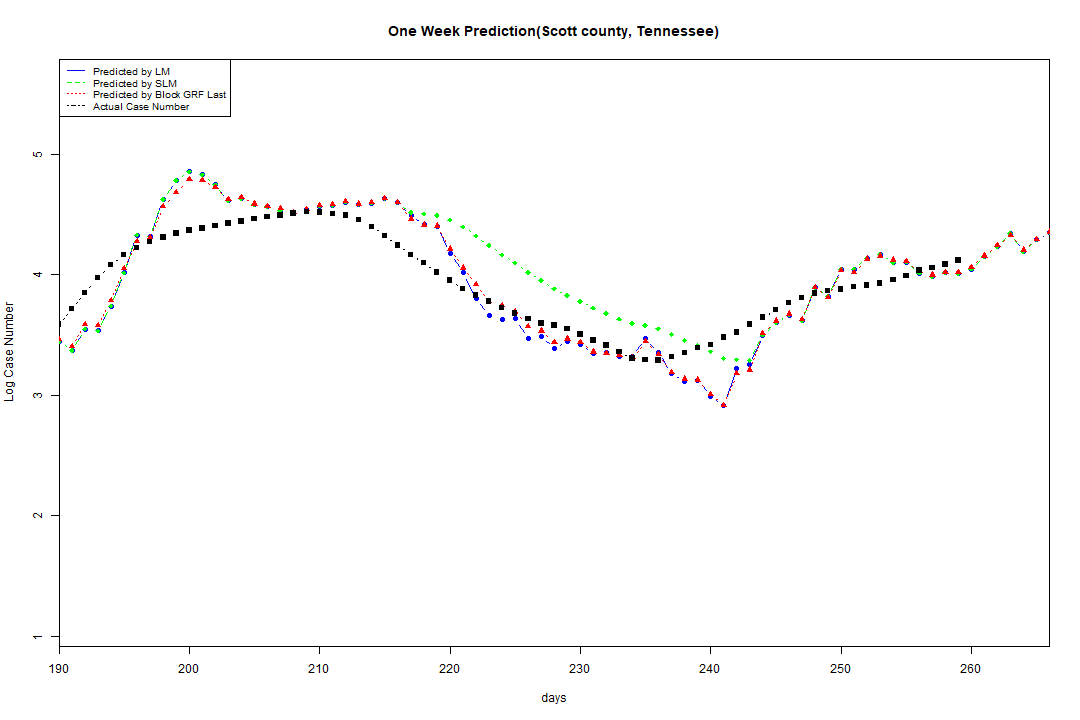 One Week Prediction(Scott county, Tennessee)
Predicted by LM
Predicted by SLM
Predicted by Block GRF Last
Actual Case Number
Log Case Number
5
4
3
2
1
190 200 210 220 230 240 250 260
days